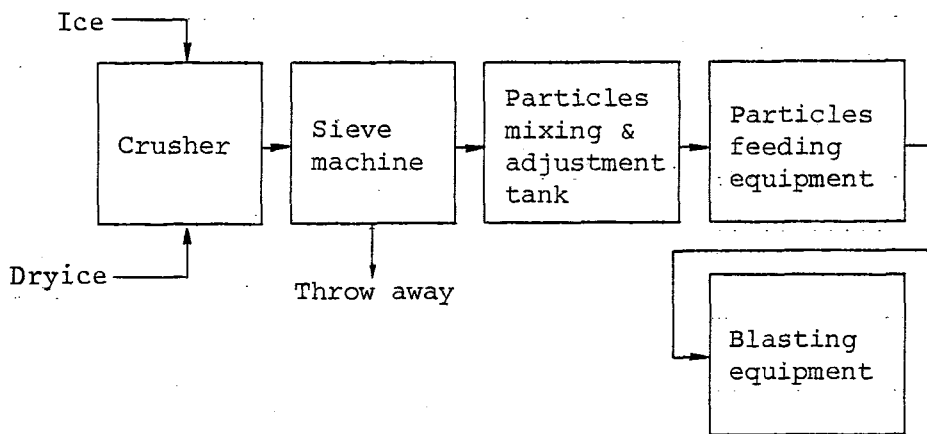 Ice
Crusher
Dryice
Sieve
machine
Throw away
Particles
mixing &
adjustment
tank
Particles
feeding
equipment
Blasting
equipment